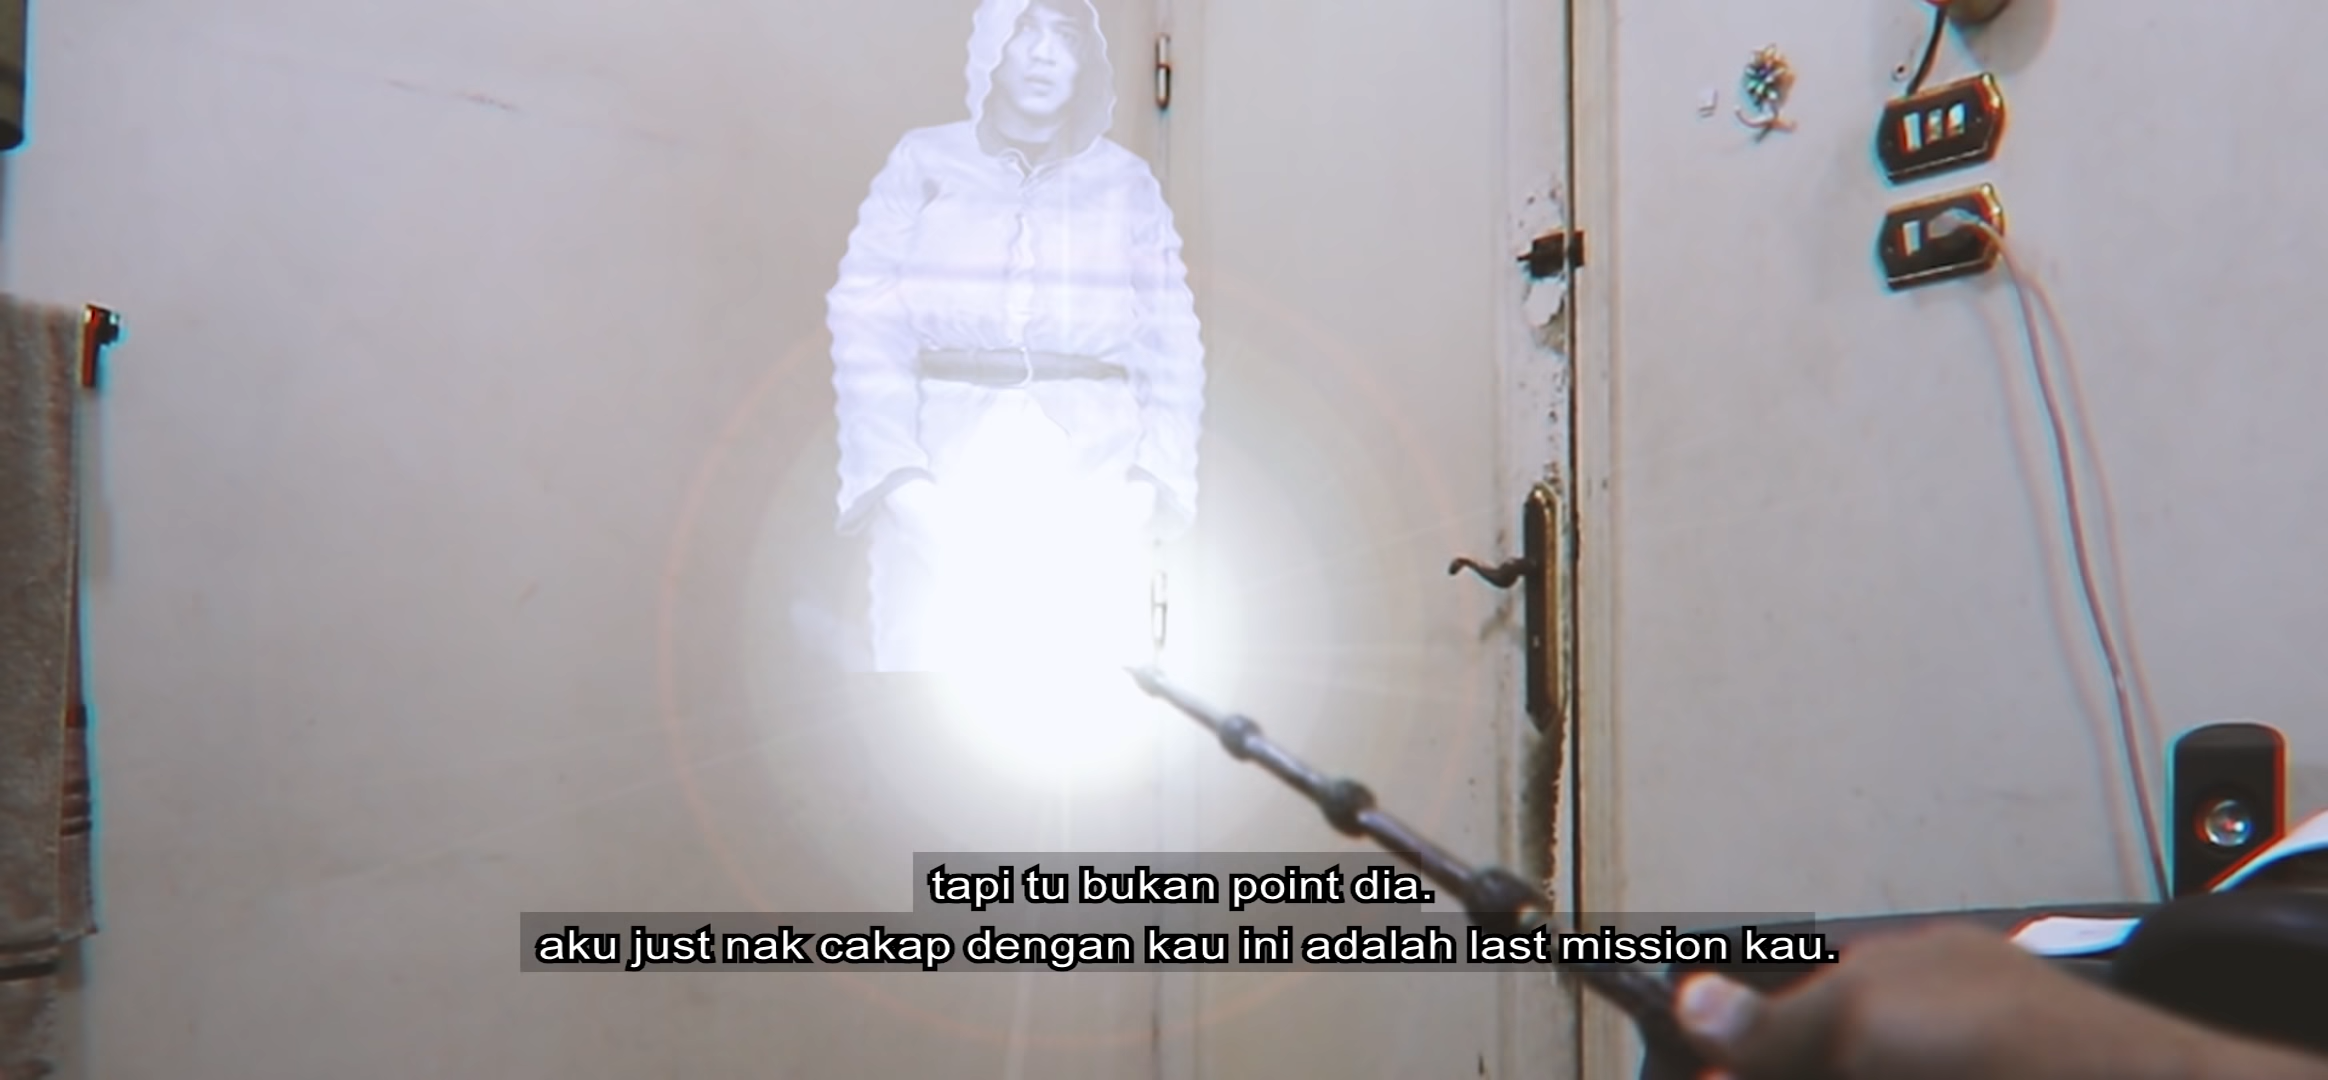 tapi tu bukan point dia.
aku just nak cakap dengan kau ini adalah last mission kau.